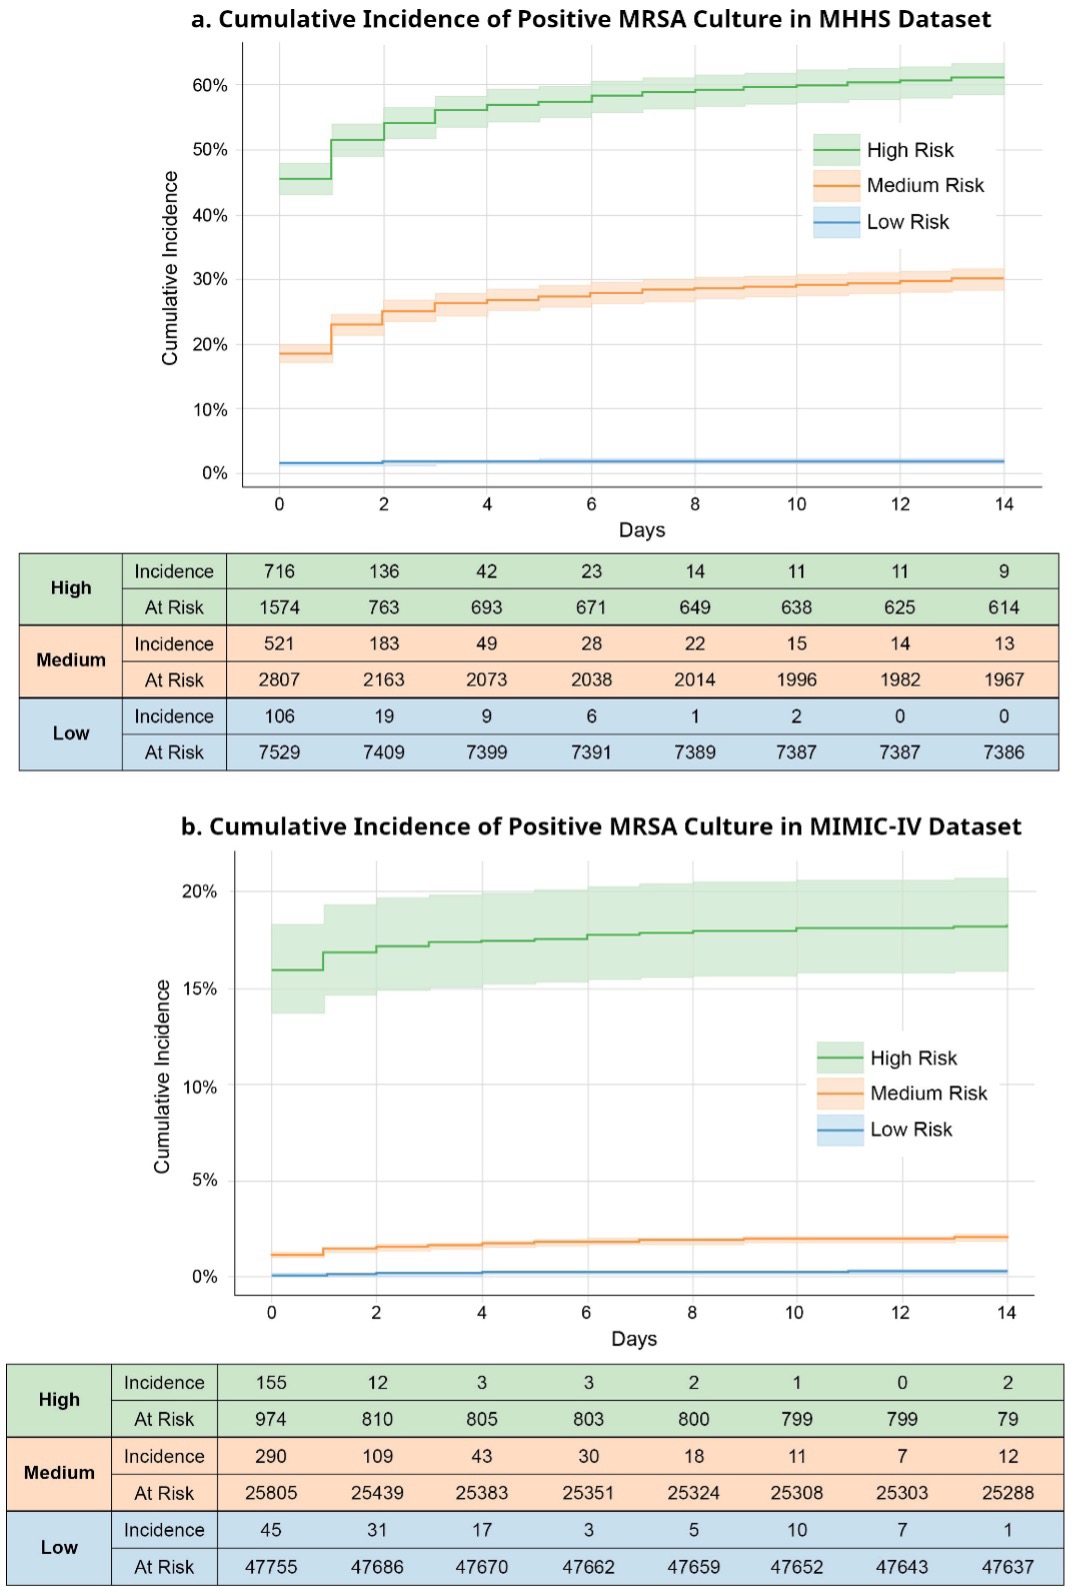 a. Cumulative Incidence of Positive MRSA Culture in MHHS Dataset
60%
50%
40%
30%
20%
10%
0%
Cumulative Incidence
High Risk
Medium Risk
Low Risk
0 2 4 6 8 10 12 14
Days
High
Incidence 716 136 42 23 14 11 11 9
At Risk 1574 763 693 671 649 638 625 614
Medium
Incidence 521 183 49 28 22 15 14 13
At Risk 2807 2163 2073 2038 2014 1996 1982 1967
Low
Incidence 106 19 9 6 1 2 0 0
At Risk 7529 7409 7399 7391 7389 7387 7387 7386
b. Cumulative Incidence of Positive MRSA Culture in MIMIC-IV Dataset
20%
15%
10%
5%
0%
Cumulative Incidence
High Risk
Medium Risk
Low Risk
0 2 4 6 8 10 12 14
Days
High
Incidence 155 12 3 3 2 1 0 2
At Risk 974 810 805 803 800 799 799 79
Medium
Incidence 290 109 43 30 18 11 7 12
At Risk 25805 25439 25383 25351 25324 25308 25303 25288
Low
Incidence 45 31 17 3 5 10 7 1
At Risk 47755 47686 47670 47662 47659 47652 47643 47637